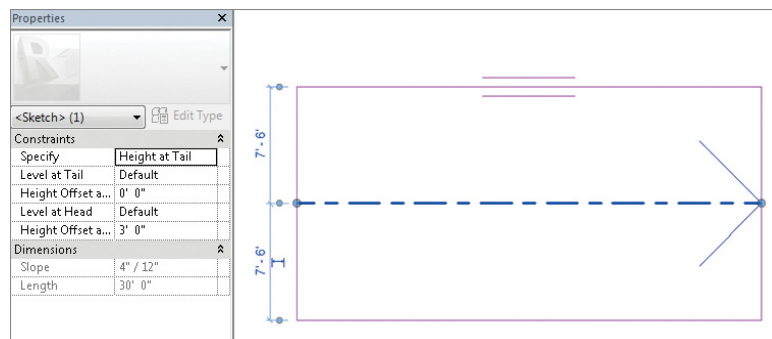 Properties
<Sketch> (1) Edit Type
Constraints
Specify Height at Tail
Level at Tail Default
Height Offset a... 0' 0"
Level at Head Default
Height Offset a... 3' 0"
Dimensions
Slope 4" / 12"
Length 30' 0"
7' - 6'
7' - 6'